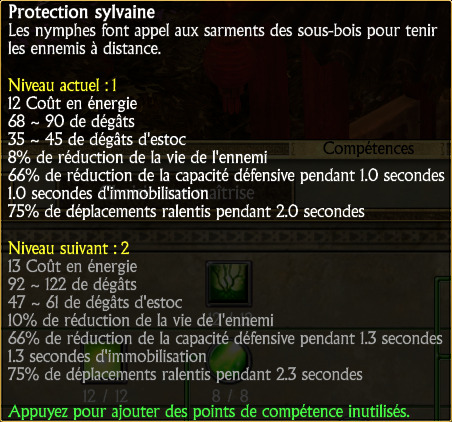 Protection sylvaine
Les nymphes font appel aux sarments des sous-bois pour tenir
les ennemis à distance.
Niveau actuel : 1
12 Coût en énergie
68 ~ 90 de dégâts
35 ~ 45 de dégâts d'estoc
8% de réduction de la vie de l'ennemi
Compétences
66% de réduction de la capacité défensive pendant 1.0 secondes
1.0 secondes d'immobilisation
75% de déplacements ralentis pendant 2.0 secondes
Niveau suivant : 2
13 Coût en énergie
92 ~ 122 de dégâts
47 ~ 61 de dégâts d'estoc
10% de réduction de la vie de l'ennemi
66% de réduction de la capacité défensive pendant 1.3 secondes
1.3 secondes d'immobilisation
75% de déplacements ralentis pendant 2.3 secondes
12 / 12
8 / 8
Appuyez pour ajouter des points de compétence inutilisés.